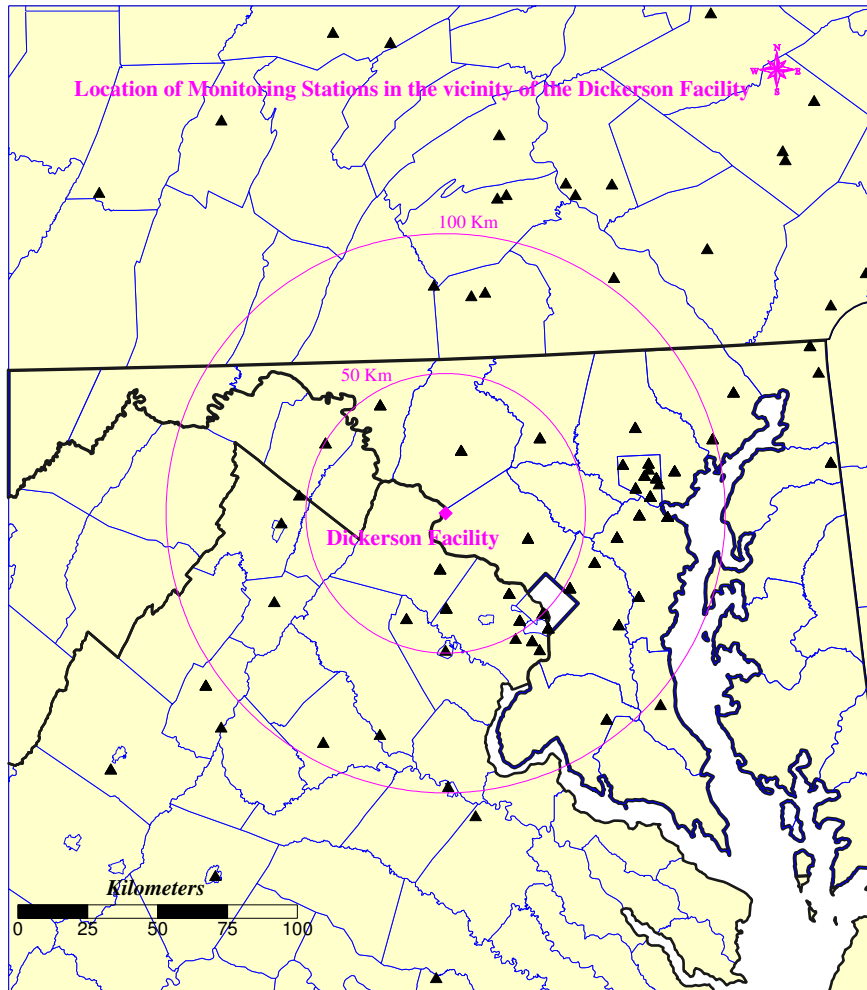 N
Location of Monitoring Stations in the vicinity of the Dickerson Facility
W
S
100 Km
50 Km
Dickerson Facility
Kilometers
0 25 50 75 100